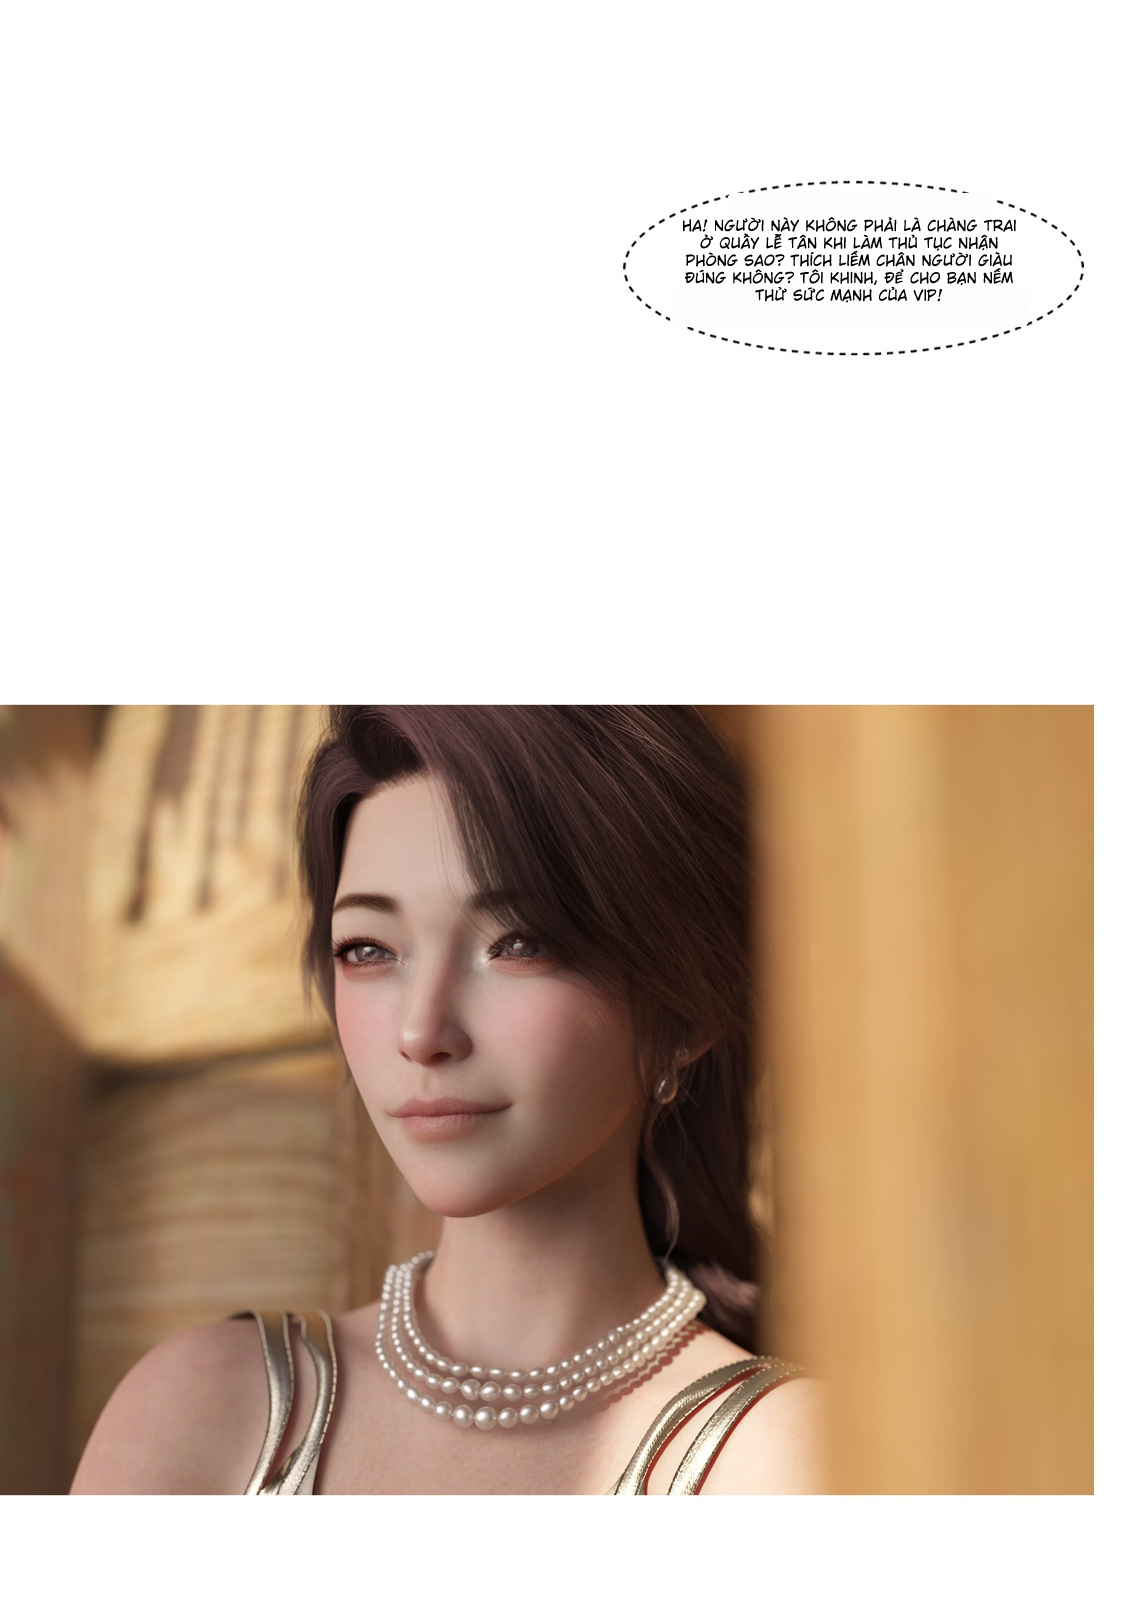 HA! NGƯỜI NÀY KHÔNG PHẢI LÀ CHÀNG TRAI
Ở QUẦY LỄ TÂN KHI LÀM THỦ TỤC NHẬN
PHÒNG SAO? THÍCH LIẾM CHÂN NGƯỜI GIÀU
ĐÚNG KHÔNG? TÔI KHINH, ĐỂ CHO BẠN NẾM
THỬ SỨC MẠNH CỦA VIP!